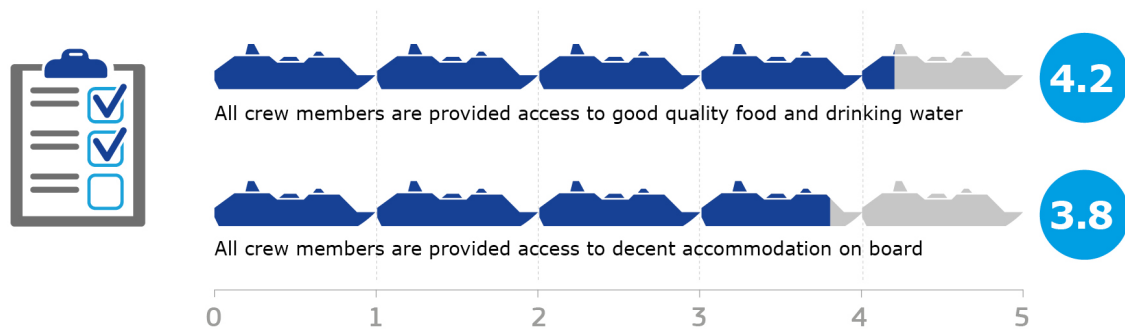 4.2
All crew members are provided access to good quality food and drinking water
3.8
All crew members are provided access to decent accommodation on board
0 1 2 3 4 5